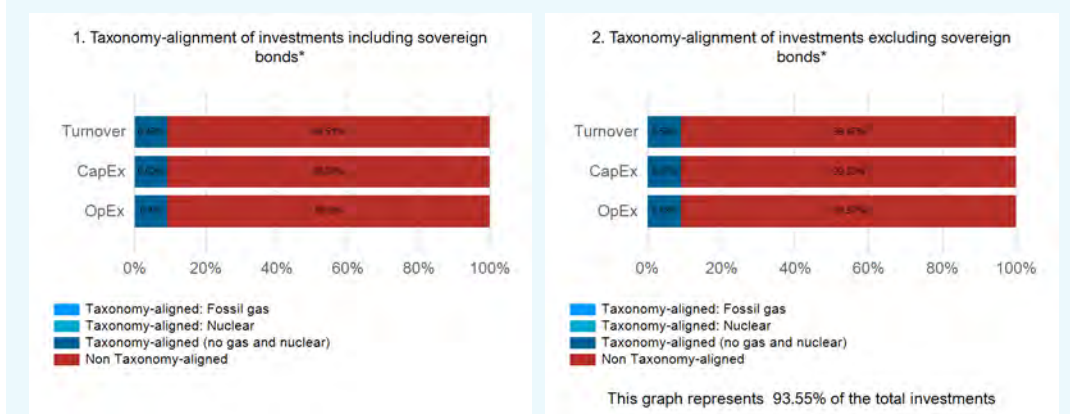 1. Taxonomy-alignment of investments including sovereign
bonds*
Turnover
CapEx
OpEx
0% 20% 40% 60% 80% 100%
Taxonomy-aligned: Fossil gas
Taxonomy-aligned: Nuclear
Taxonomy-aligned (no gas and nuclear)
Non Taxonomy-aligned
2. Taxonomy-alignment of investments excluding sovereign
bonds*
Turnover
CapEx
OpEx
0% 20% 40% 60% 80% 100%
Taxonomy-aligned: Fossil gas
Taxonomy-aligned: Nuclear
Taxonomy-aligned (no gas and nuclear)
Non Taxonomy-aligned
This graph represents 93.55% of the total investments